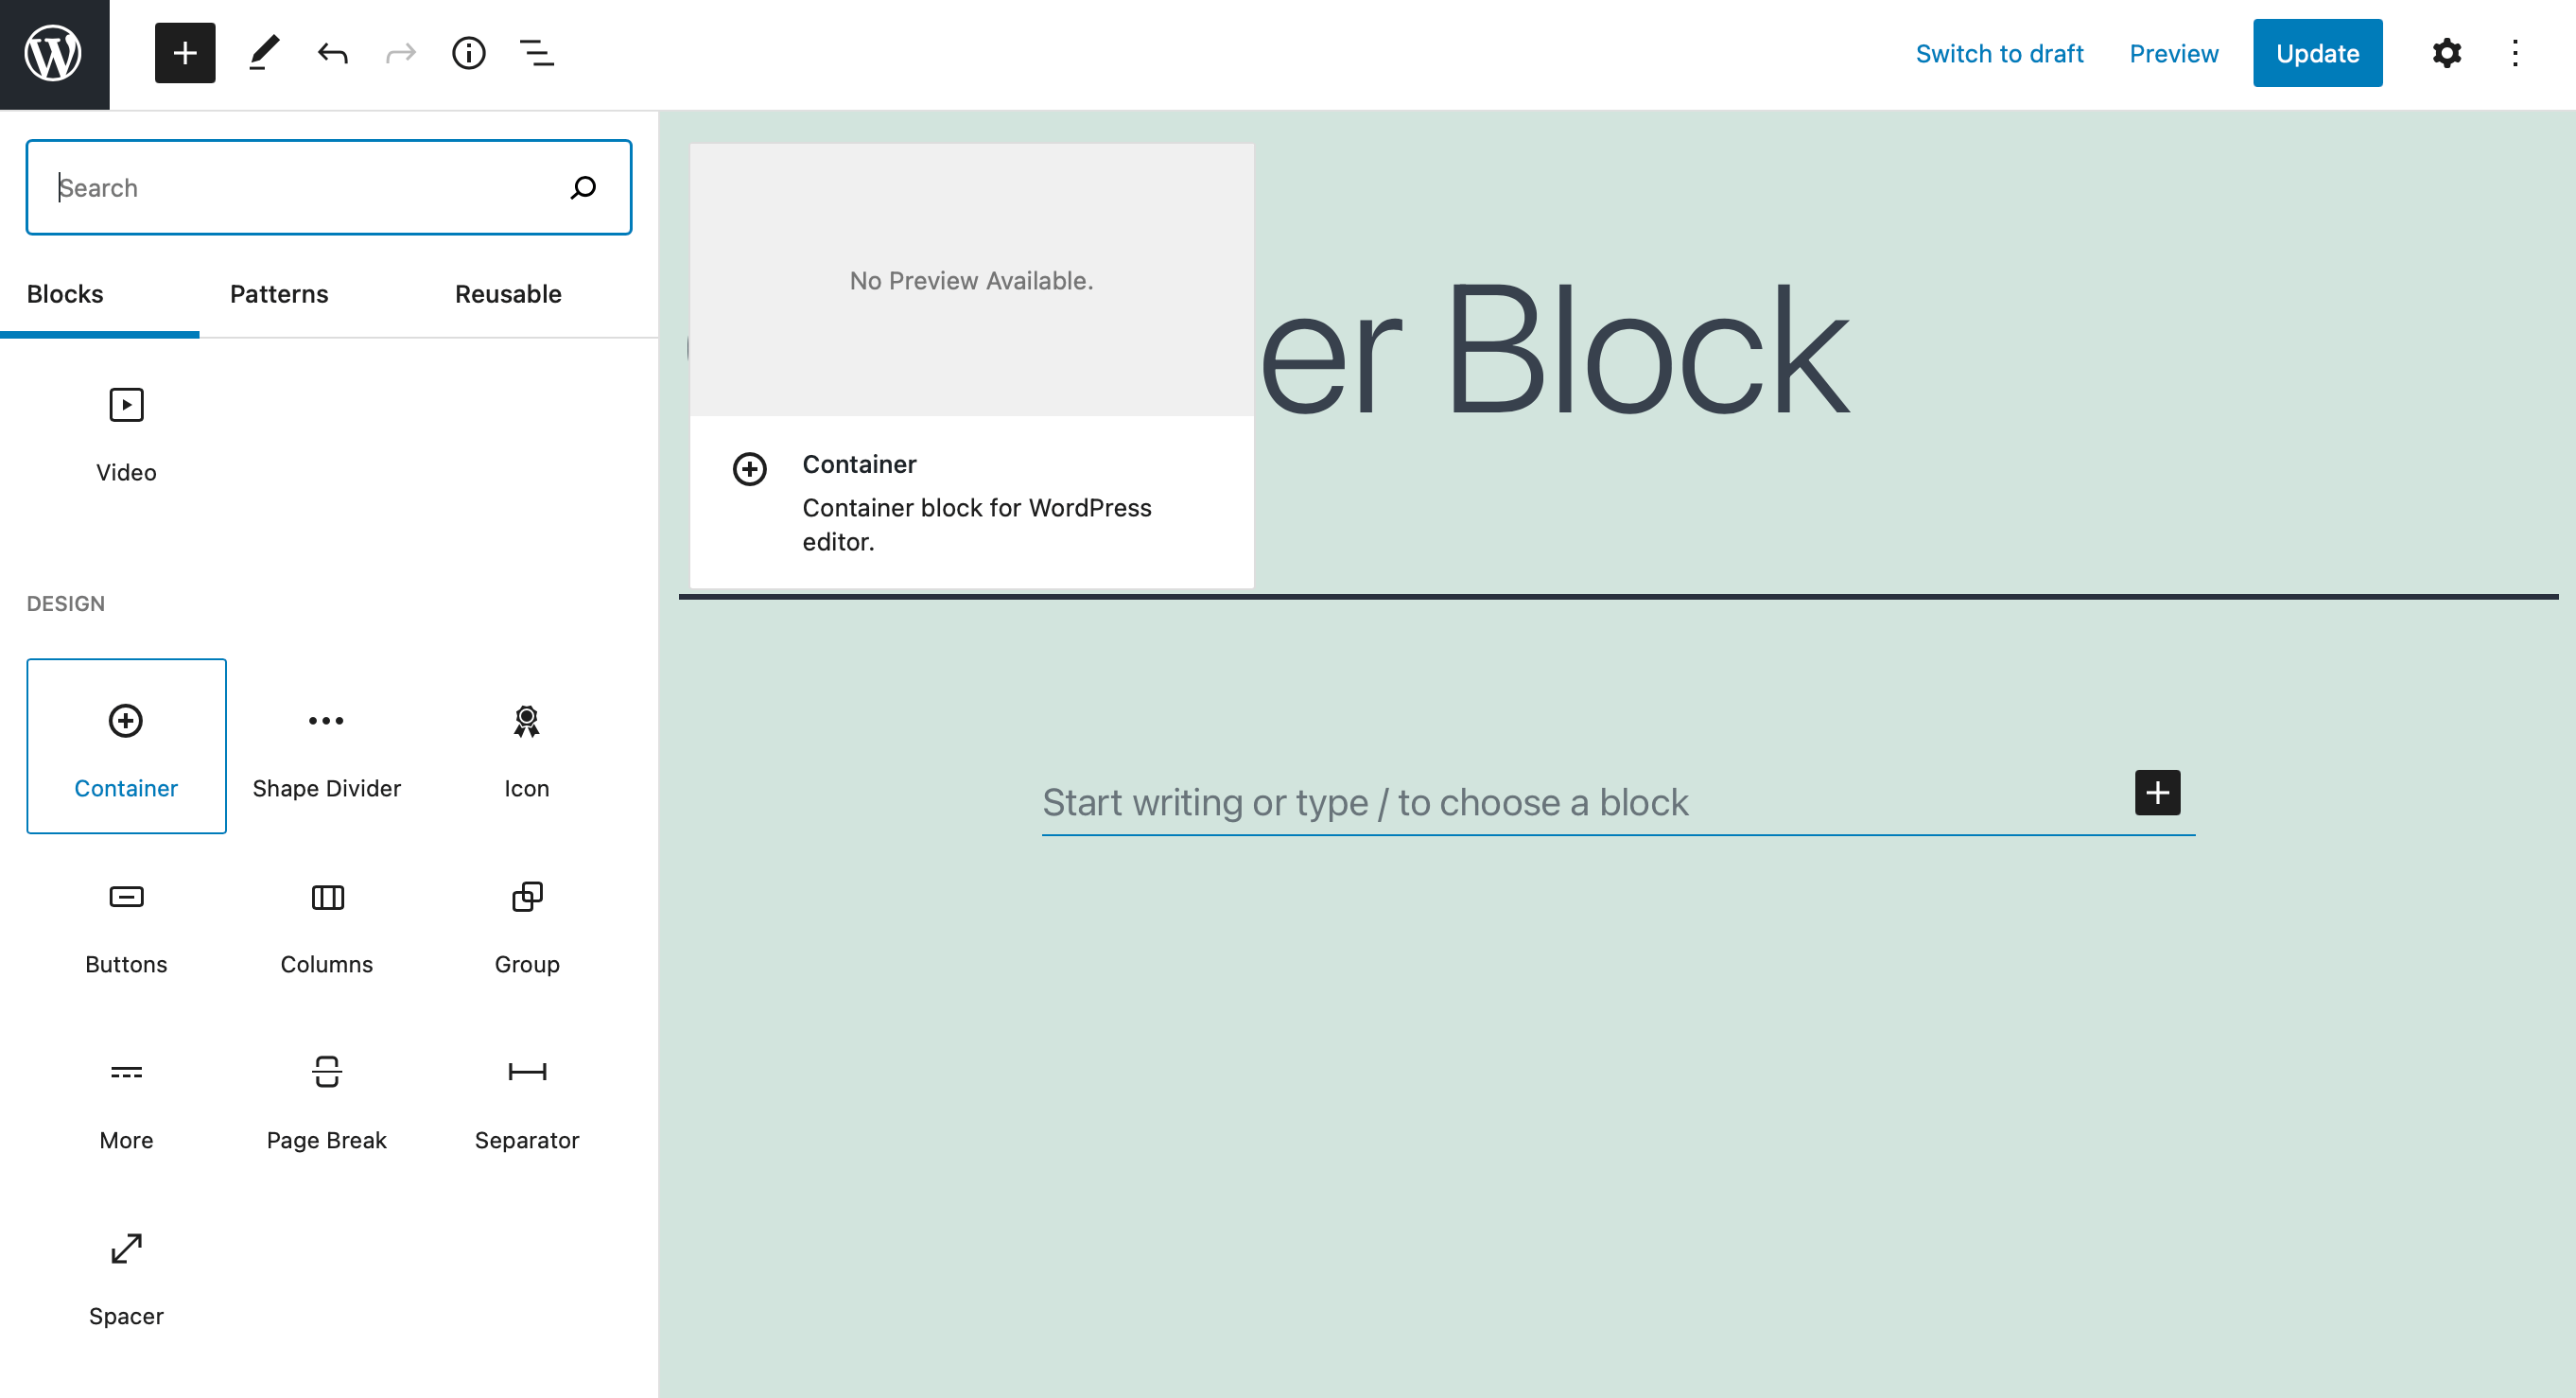 Switch to draft Preview Update
Search
Blocks Patterns Reusable
Video
DESIGN
Container Shape Divider Icon
Buttons Columns Group
More Page Break Separator
Spacer
No Preview Available.
Container
Container block for WordPress
editor.
er Block
Start writing or type / to choose a block